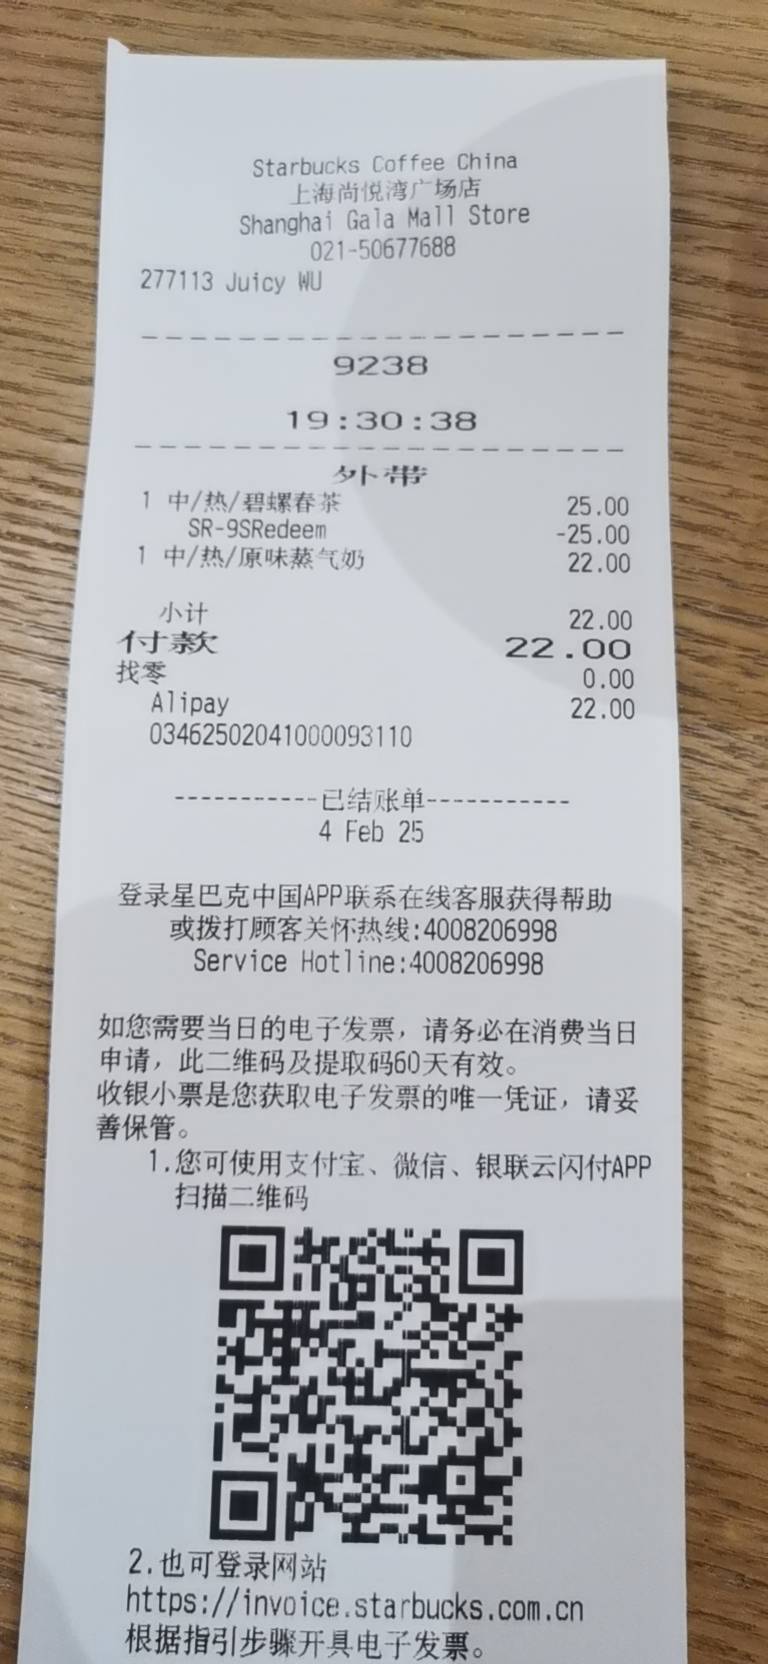 Starbucks Coffee China
上海尚悦湾广场店
Shanghai Gala Mall Store
021-50677688
277113 Juicy WU
9238
19:30:38
外带
1 中/热/碧螺春茶 25.00
SR-9SRedeem -25.00
1 中/热/原味蒸气奶 22.00
小计 22.00
付款 22.00
找零 0.00
Alipay 22.00
03462502041000093110
-----------已结账单-----------
4 Feb 25
登录星巴克中国APP联系在线客服获得帮助
或拨打顾客关怀热线:4008206998
Service Hotline:4008206998
如您需要当日的电子发票，请务必在消费当日
申请，此二维码及提取码60天有效。
收银小票是您获取电子发票的唯一凭证，请妥
善保管。
1.您可使用支付宝、微信、银联云闪付APP
扫描二维码
2.也可登录网站
https://invoice.starbucks.com.cn
根据指引步骤开具电子发票。